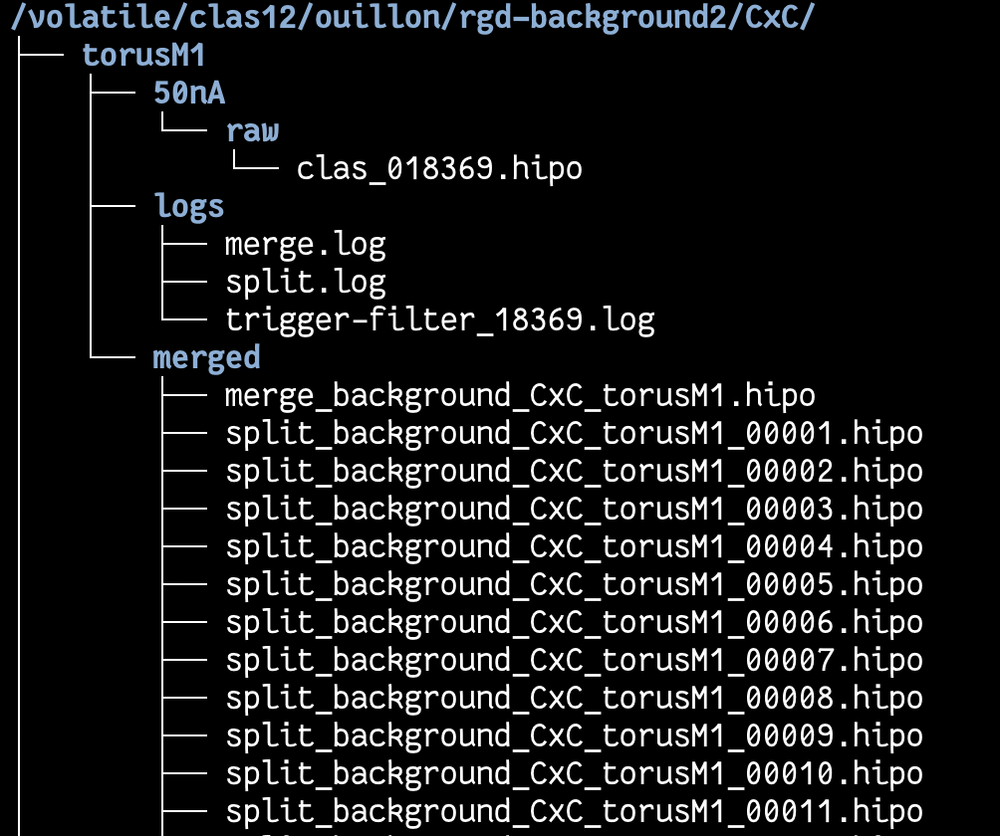 /volatile/clas12/ouillon/rgd-background2/CxC/
torusM1
50nA
raw
clas_018369.hipo
logs
merge.log
split.log
trigger-filter_18369.log
merged
merge_background_CxC_torusM1.hipo
split_background_CxC_torusM1_00001.hipo
split_background_CxC_torusM1_00002.hipo
split_background_CxC_torusM1_00003.hipo
split_background_CxC_torusM1_00004.hipo
split_background_CxC_torusM1_00005.hipo
split_background_CxC_torusM1_00006.hipo
split_background_CxC_torusM1_00007.hipo
split_background_CxC_torusM1_00008.hipo
split_background_CxC_torusM1_00009.hipo
split_background_CxC_torusM1_00010.hipo
split_background_CxC_torusM1_00011.hipo